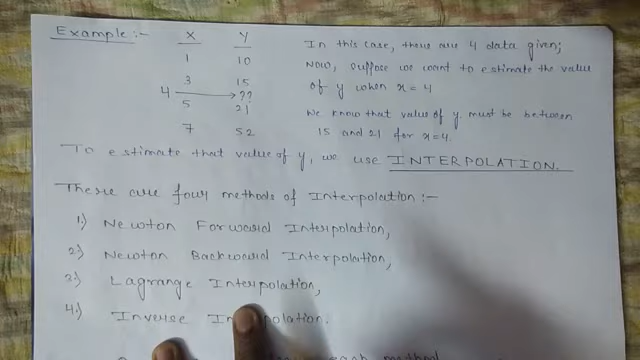 Example :-
X Y
1 10
3 15
4 → ??
5 21
7 52
In this case, there are 4 data given;
Now, suppose we want to estimate the value
of y when x = 4
We know that value of y must be between
15 and 21 for x=4.
To estimate that value of y, we use INTERPOLATION.
There are four methods of Interpolation :-
1.) Newton Forward Interpolation,
2.) Newton Backward Interpolation,
3.) Lagrange Interpolation,
4.) Inverse Interpolation.
each method